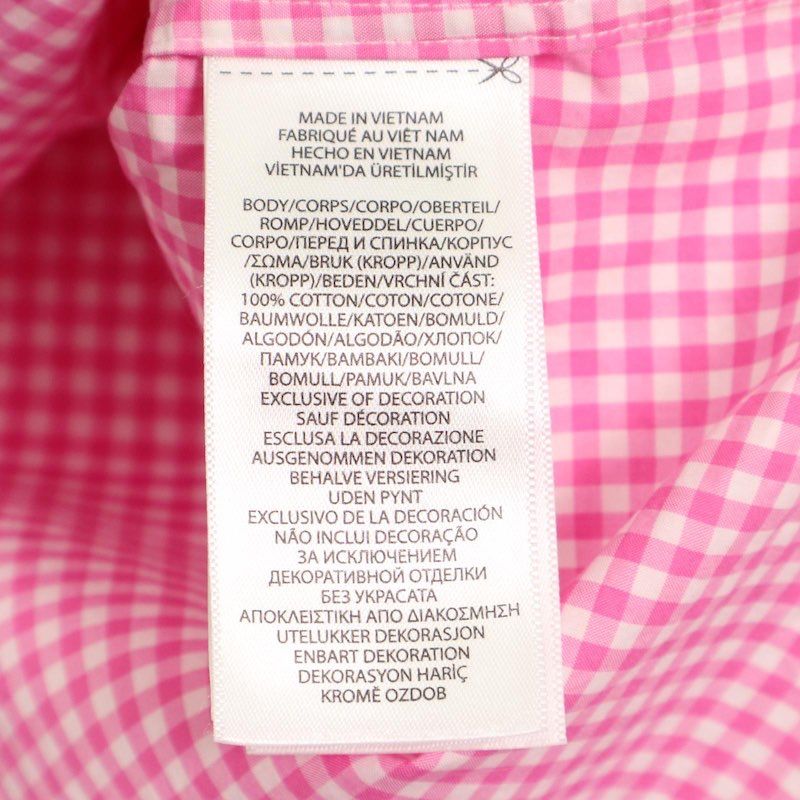 MADE IN VIETNAM
FABRIQUÉ AU VIÊT NAM
HECHO EN VIETNAM
VİETNAM'DA ÜRETİLMİŞTİR
BODY/CORPS/CORPO/OBERTEIL/
ROMP/HOVEDDEL/CUERPO/
CORPO/ПЕРЕД И СПИНКА/КОРПУС
/ΣΩΜΑ/BRUK (KROPP)/ANVÄND
(KROPP)/BEDEN/VRCHNÍ ČÁST:
100% COTTON/COTON/COTONE/
BAUMWOLLE/KATOEN/BOMULD/
ALGODÓN/ALGODÃO/ХЛОПОК/
ПАМУК/ΒΑΜΒΑΚΙ/BOMULL/
BOMULL/PAMUK/BAVLNA
EXCLUSIVE OF DECORATION
SAUF DÉCORATION
ESCLUSA LA DECORAZIONE
AUSGENOMMEN DEKORATION
BEHALVE VERSIERING
UDEN PYNT
EXCLUSIVO DE LA DECORACIÓN
NÃO INCLUI DECORAÇÃO
ЗА ИСКЛЮЧЕНИЕМ
ДЕКОРАТИВНОЙ ОТДЕЛКИ
БЕЗ УКРАСАТА
ΑΠΟΚΛΕΙΣΤΙΚΗ ΑΠΟ ΔΙΑΚΟΣΜΗΣΗ
UTELUKKER DEKORASJON
ENBART DEKORATION
DEKORASYON HARİÇ
KROMĚ OZDOB